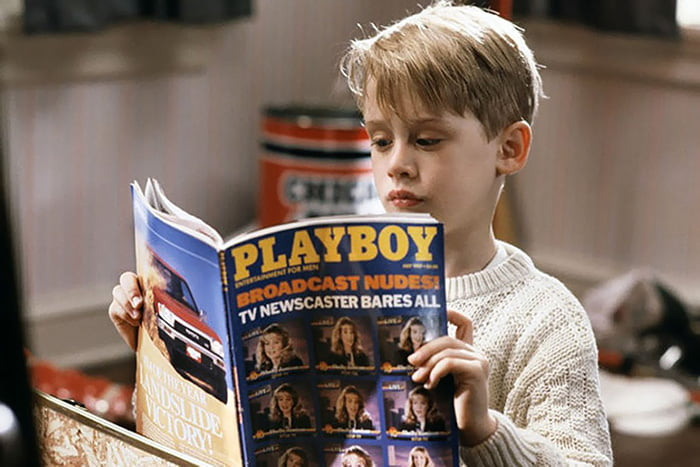 PLAYBOY
ENTERTAINMENT FOR MEN
BROADCAST NUDES!
TV NEWSCASTER BARES ALL
LANDSLIDE
VICTORY!